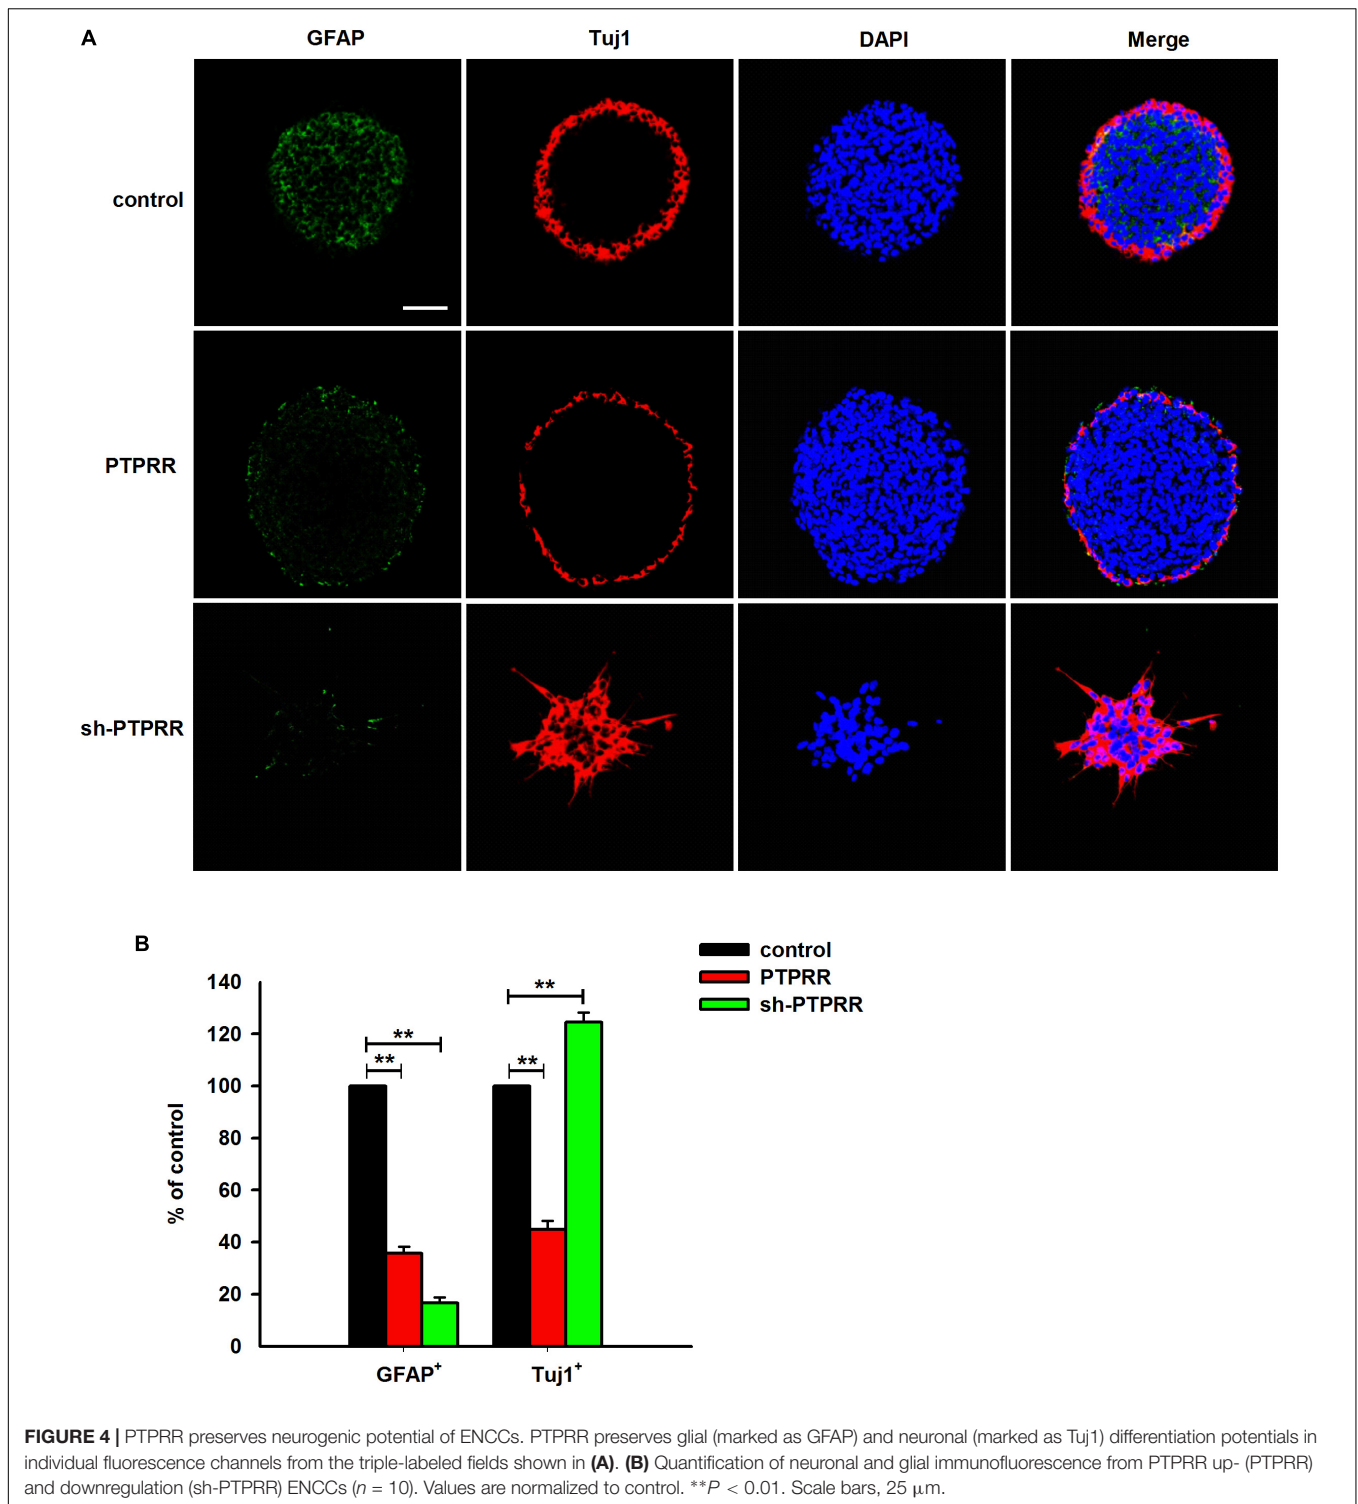 A
GFAP Tuj1 DAPI Merge
control
PTPRR
sh-PTPRR
B
control
PTPRR
sh-PTPRR
140
120
100
80
60
40
20
0
% of control
** ** ** **
GFAP⁺ Tuj1⁺
FIGURE 4 | PTPRR preserves neurogenic potential of ENCCs. PTPRR preserves glial (marked as GFAP) and neuronal (marked as Tuj1) differentiation potentials in
individual fluorescence channels from the triple-labeled fields shown in (A). (B) Quantification of neuronal and glial immunofluorescence from PTPRR up- (PTPRR)
and downregulation (sh-PTPRR) ENCCs (n = 10). Values are normalized to control. **P < 0.01. Scale bars, 25 μm.